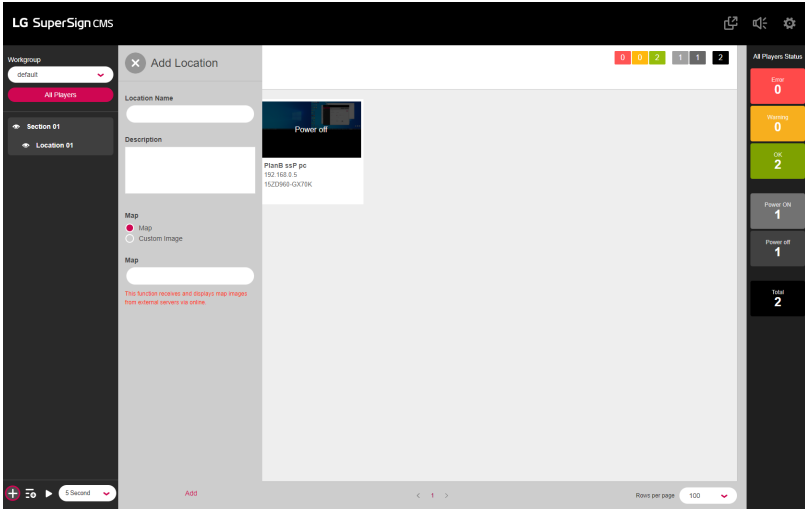 LG SuperSign CMS
Workgroup
default
All Players
Section 01
Location 01
5 Second
Add Location
Location Name
Description
Map
Map
Custom Image
Map
This function receives and displays map images
from external servers via online.
Add
0 0 2 1 1 2
Power off
PlanB ssP pc
192.168.0.5
15ZD960-GX70K
< 1 >
Rows per page 100
All Players Status
Error
0
Warning
0
OK
2
Power ON
1
Power off
1
Total
2